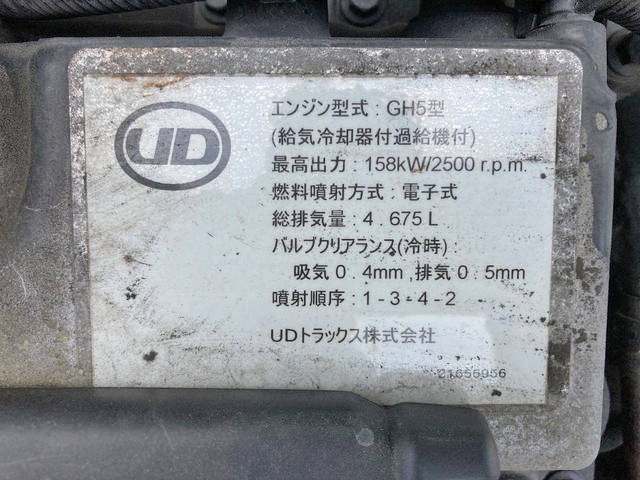 UD
エンジン型式 : GH5型
(給気冷却器付過給機付)
最高出力 : 158kW/2500 r.p.m.
燃料噴射方式 : 電子式
総排気量 : 4 . 675 L
バルブクリアランス(冷時) :
吸気 0 . 4mm ,排気 0 . 5mm
噴射順序 : 1 - 3 - 4 - 2
UDトラックス株式会社
21655956